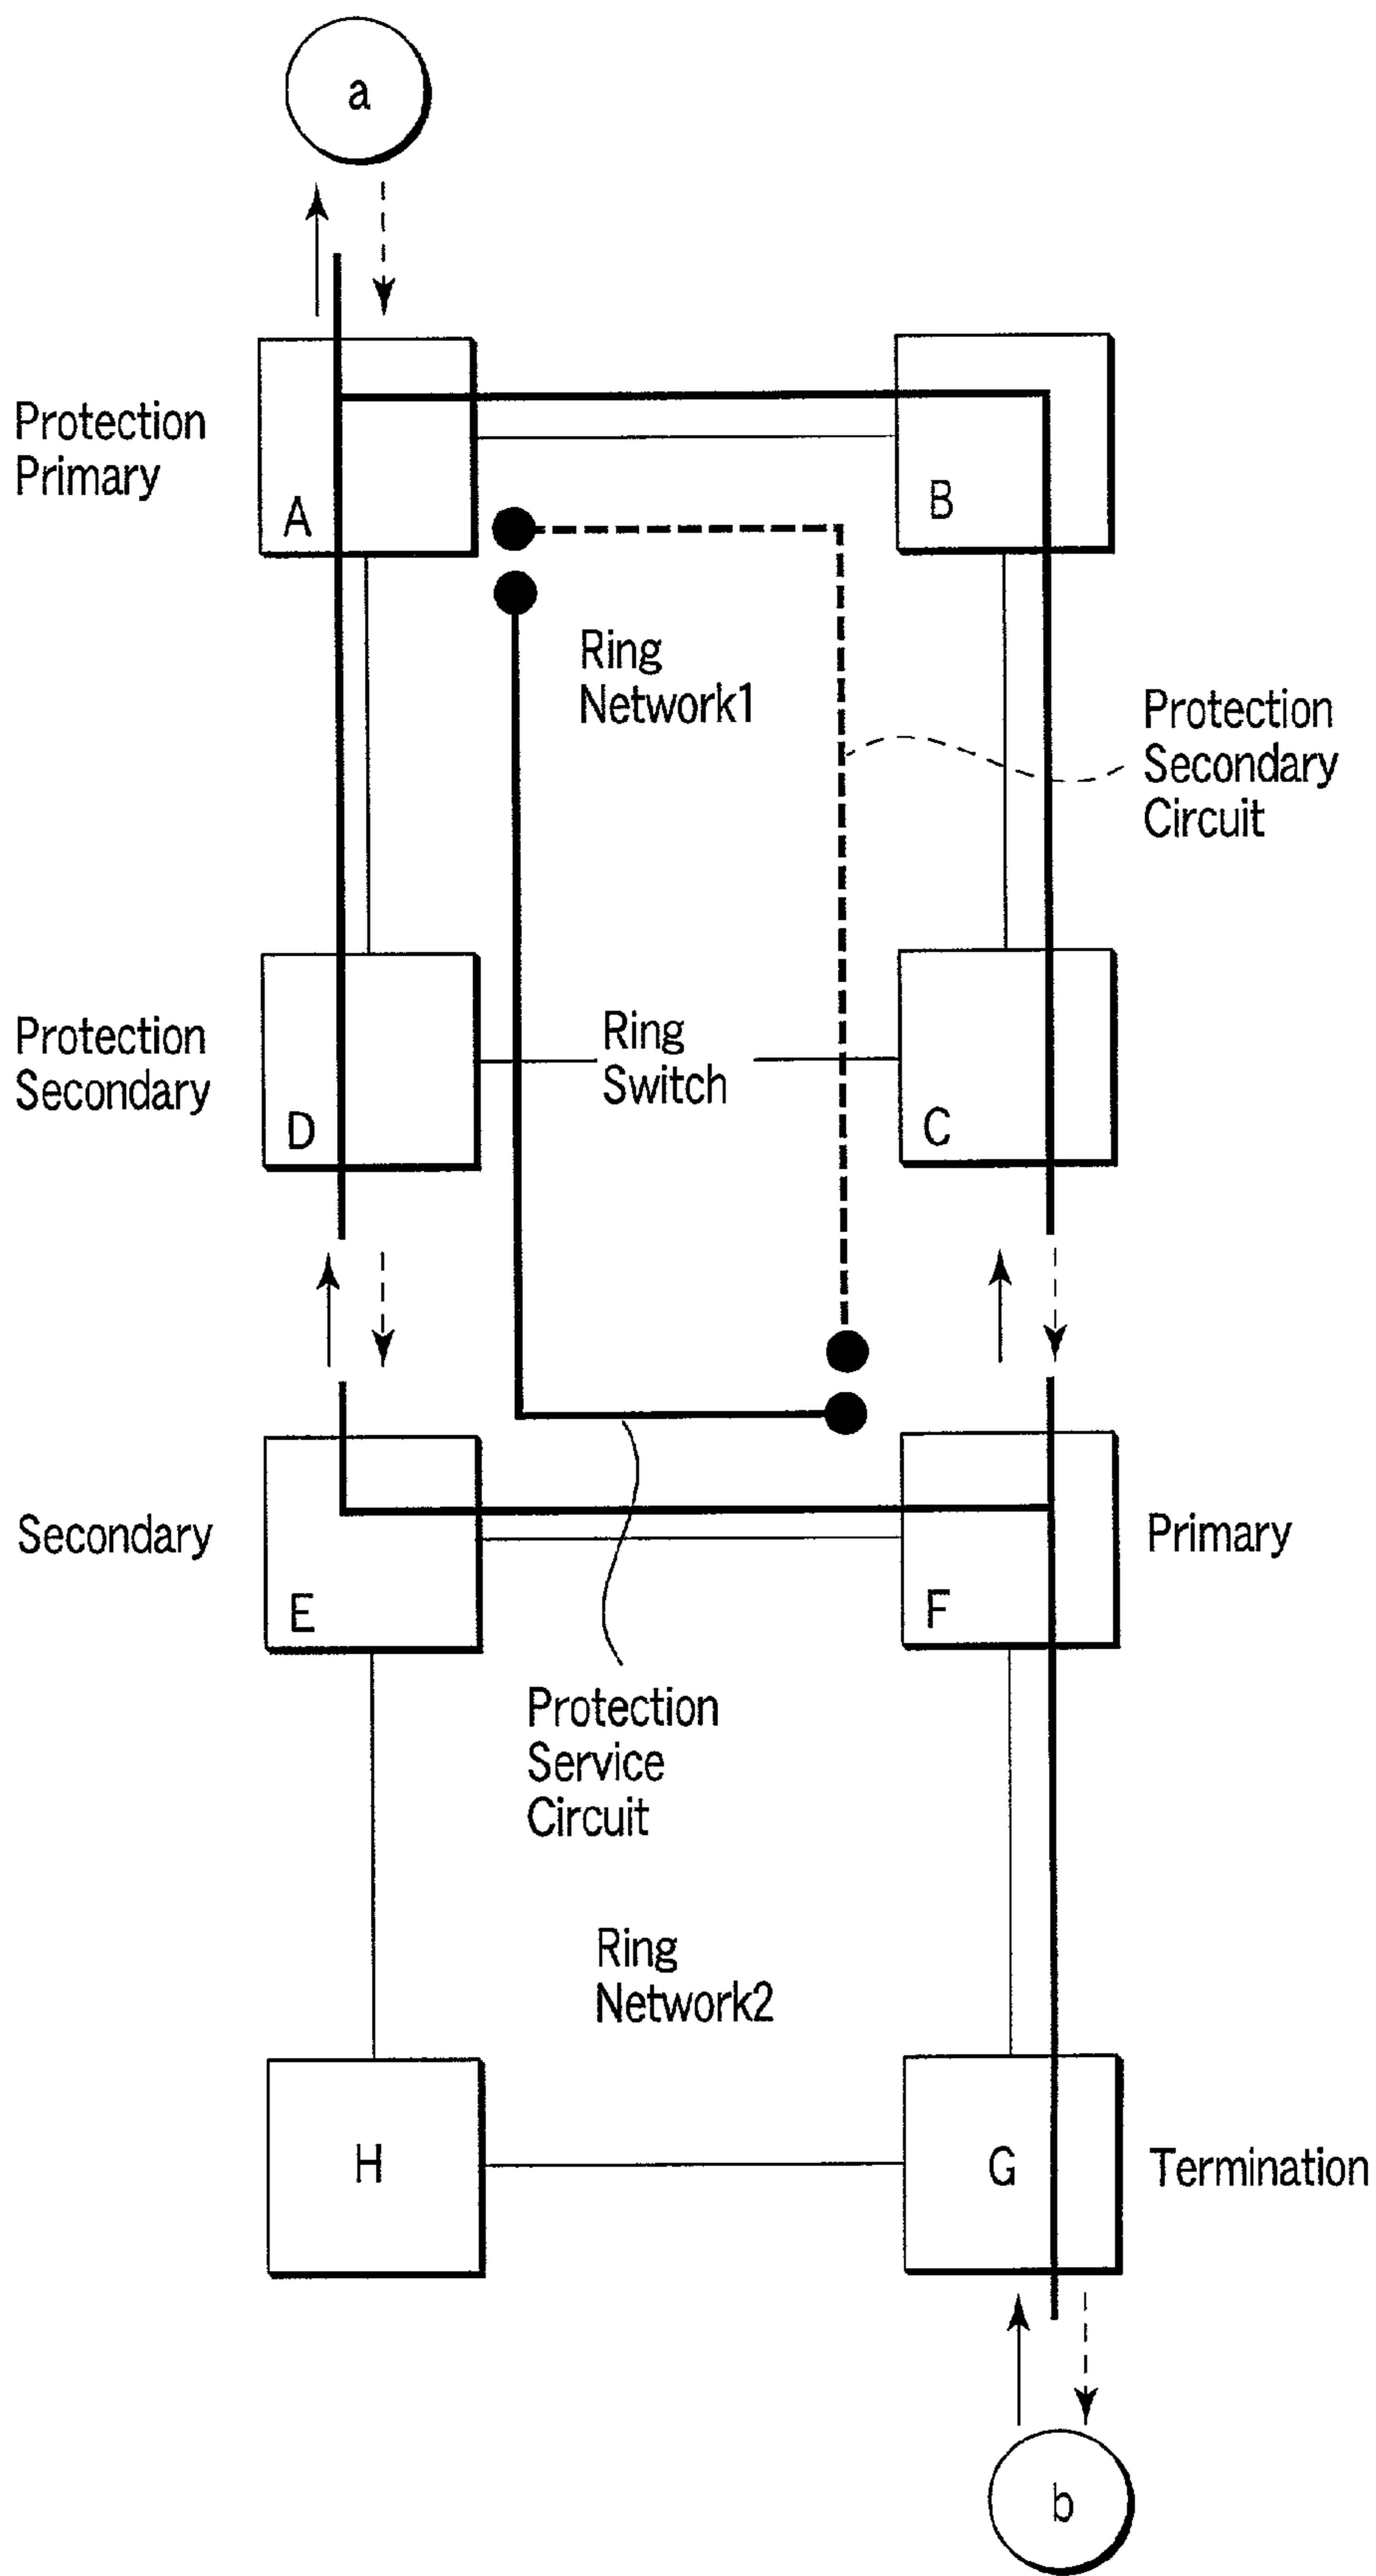 a
Protection
Primary
A
B
Ring
Network1
Protection
Secondary
Circuit
Protection
Secondary
Ring
Switch
D
C
Secondary
Primary
E
F
Protection
Service
Circuit
Ring
Network2
H
G
Termination
b